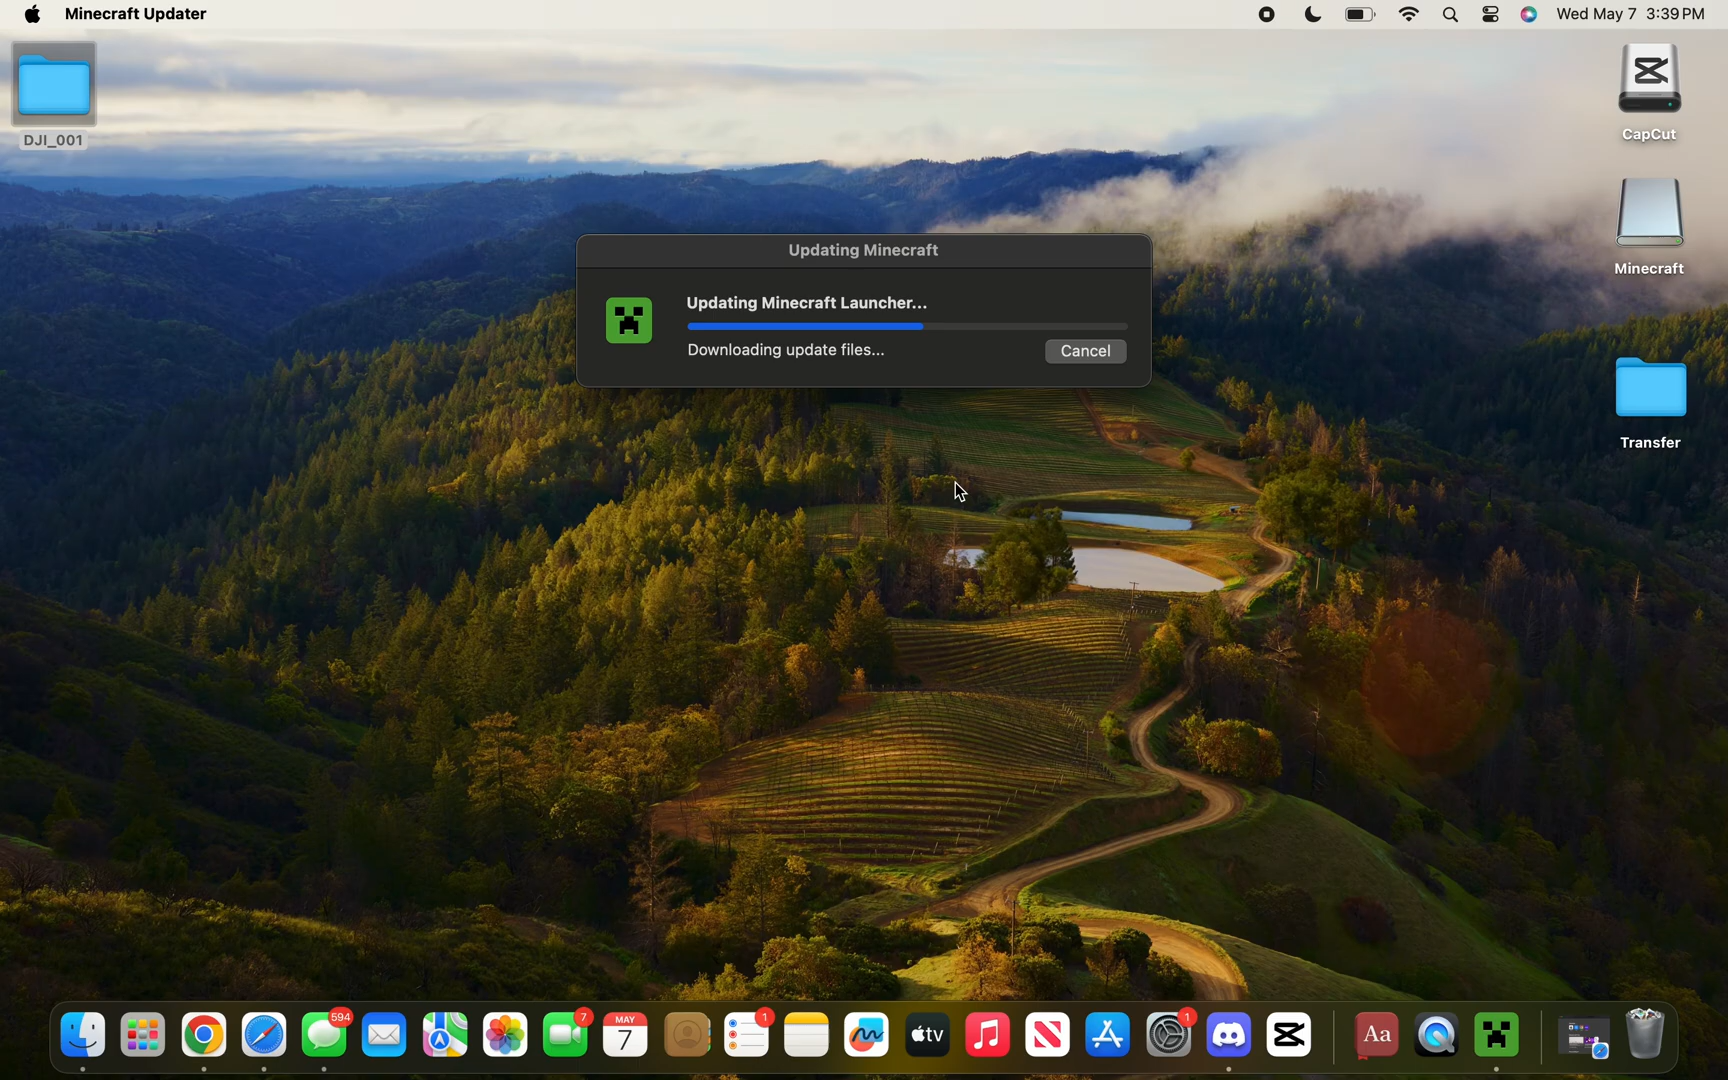 Minecraft Updater
Wed May 7 3:39 PM
DJI_001
CapCut
Minecraft
Transfer
Updating Minecraft
Updating Minecraft Launcher...
Downloading update files...
Cancel
594
7
MAY
7
1
tv
1
Aa